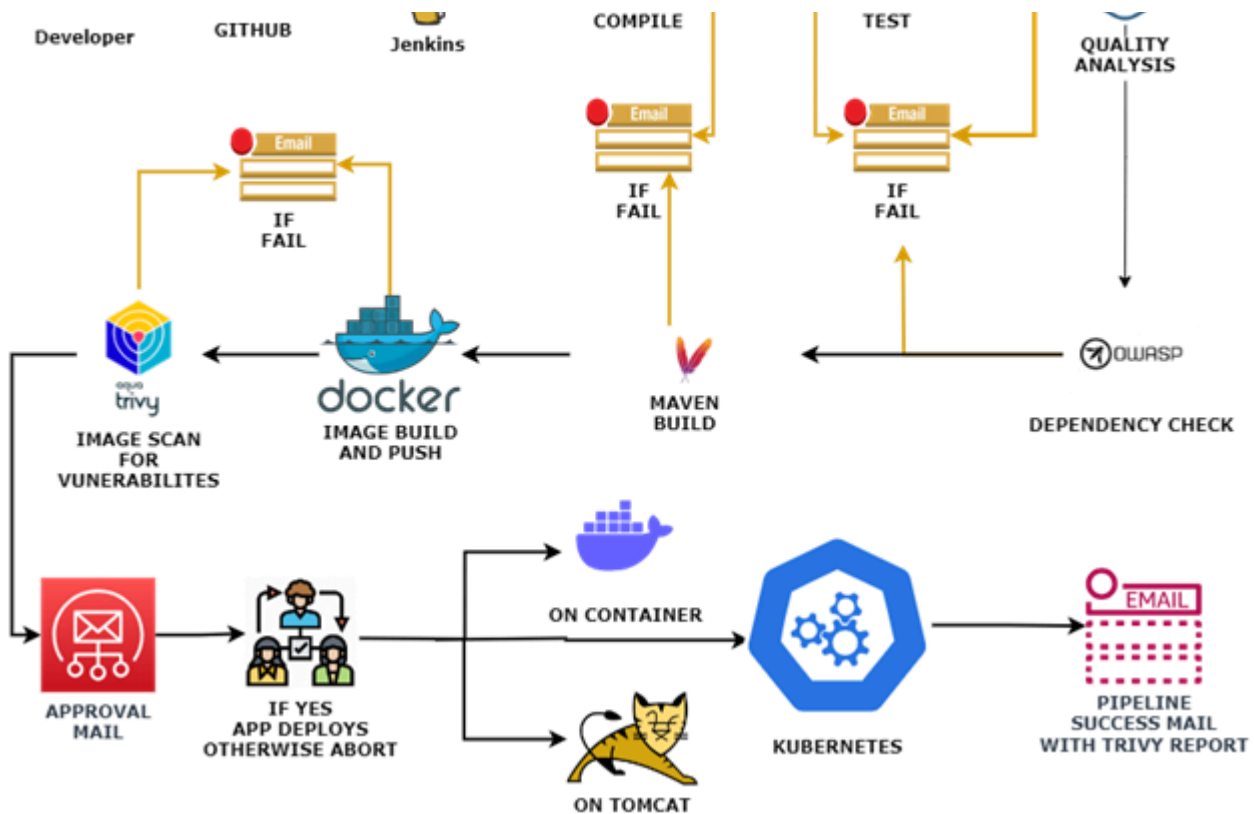 Developer
GITHUB
Jenkins
COMPILE
TEST
QUALITY
ANALYSIS
Email
IF
FAIL
Email
IF
FAIL
Email
IF
FAIL
aqua
trivy
IMAGE SCAN
FOR
VUNERABILITES
docker
IMAGE BUILD
AND PUSH
MAVEN
BUILD
OWASP
DEPENDENCY CHECK
APPROVAL
MAIL
IF YES
APP DEPLOYS
OTHERWISE ABORT
ON CONTAINER
ON TOMCAT
KUBERNETES
EMAIL
PIPELINE
SUCCESS MAIL
WITH TRIVY REPORT